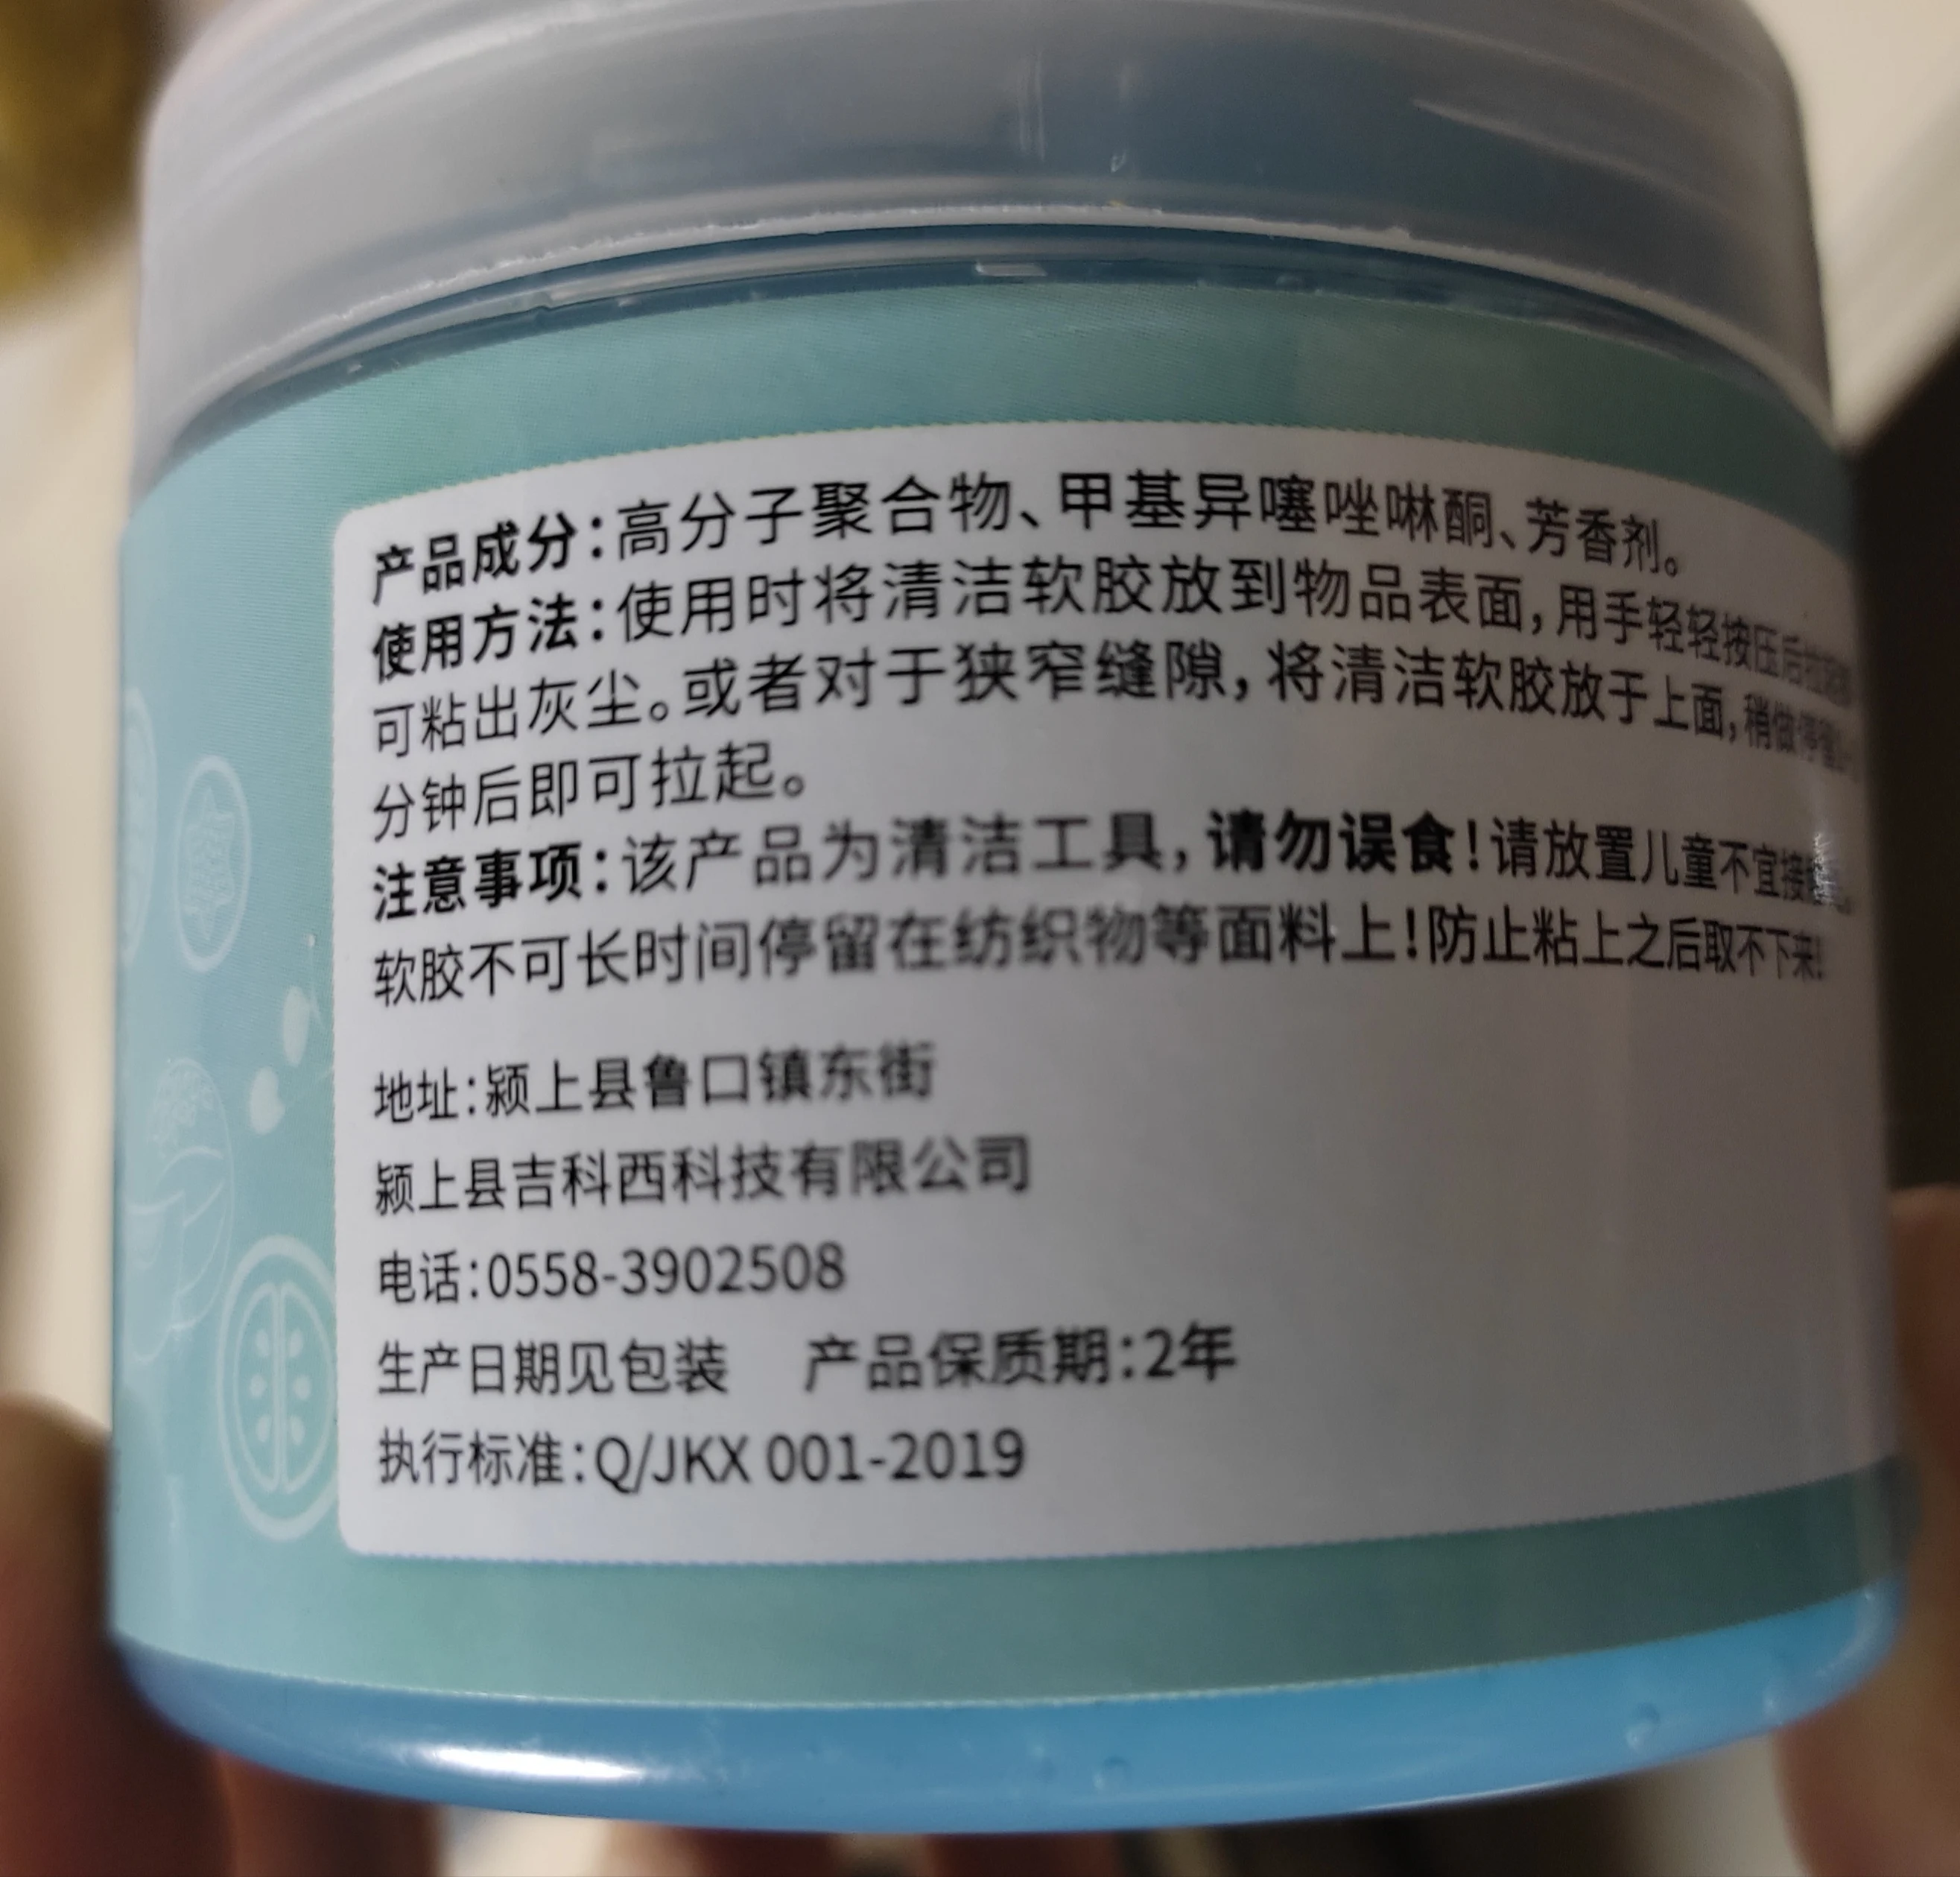 产品成分：高分子聚合物、甲基异噻唑啉酮、芳香剂。
使用方法：使用时将清洁软胶放到物品表面，用手轻轻按压后拉起
可粘出灰尘。或者对于狭窄缝隙，将清洁软胶放于上面，稍做停留
分钟后即可拉起。
注意事项：该产品为清洁工具，请勿误食！请放置儿童不宜接
软胶不可长时间停留在纺织物等面料上！防止粘上之后取不下来！
地址：颍上县鲁口镇东街
颍上县吉科西科技有限公司
电话：0558-3902508
生产日期见包装 产品保质期：2年
执行标准：Q/JKX 001-2019